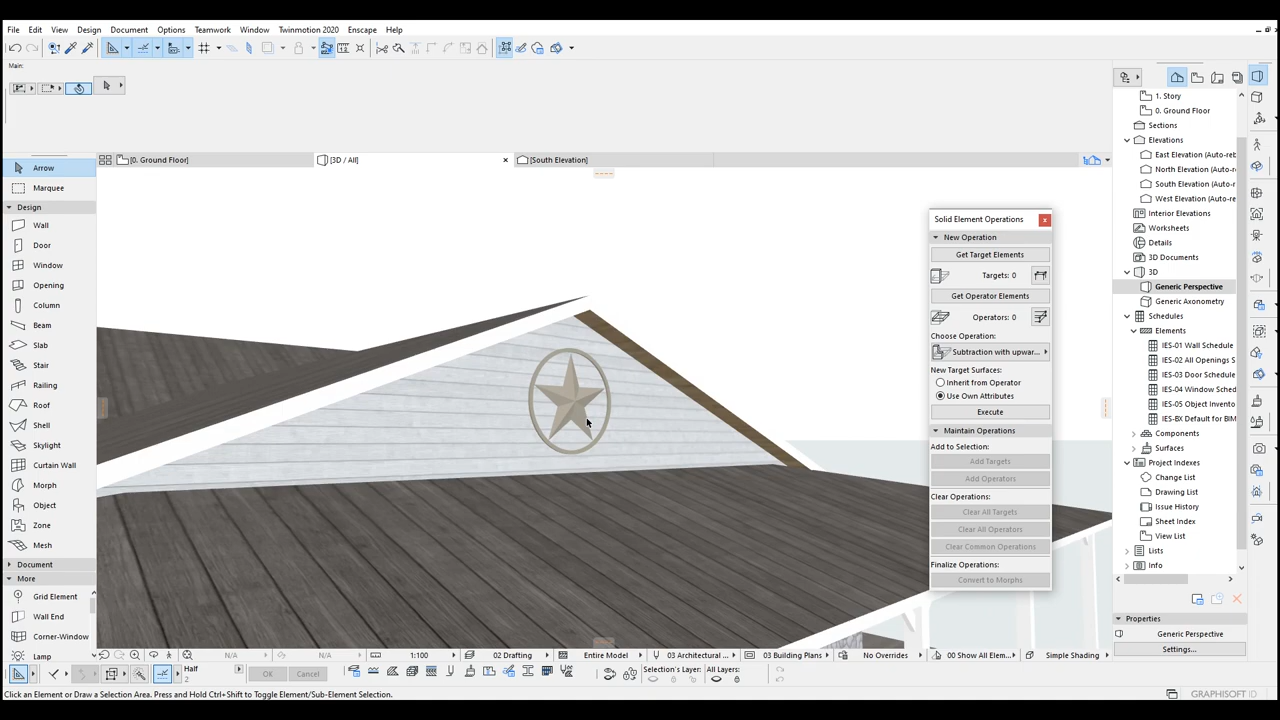 File Edit View Design Document Options Teamwork Window Twinmotion 2020 Enscape Help
Main:
[0. Ground Floor]
[3D / All]
[South Elevation]
Arrow
Marquee
Design
Wall
Door
Window
Opening
Column
Beam
Slab
Stair
Railing
Roof
Shell
Skylight
Curtain Wall
Morph
Object
Zone
Mesh
Document
More
Grid Element
Wall End
Corner-Window
Lamp
Solid Element Operations
New Operation
Get Target Elements
Targets: 0
Get Operator Elements
Operators: 0
Choose Operation:
Subtraction with upwar...
New Target Surfaces:
Inherit from Operator
Use Own Attributes
Execute
Maintain Operations
Add to Selection:
Add Targets
Add Operators
Clear Operations:
Clear All Targets
Clear All Operators
Clear Common Operations
Finalize Operations:
Convert to Morphs
1. Story
0. Ground Floor
Sections
Elevations
East Elevation (Auto-reb
North Elevation (Auto-re
South Elevation (Auto-re
West Elevation (Auto-re
Interior Elevations
Worksheets
Details
3D Documents
3D
Generic Perspective
Generic Axonometry
Schedules
Elements
IES-01 Wall Schedule
IES-02 All Openings S
IES-03 Door Schedule
IES-04 Window Sched
IES-05 Object Invento
IES-BX Default for BIM
Components
Surfaces
Project Indexes
Change List
Drawing List
Issue History
Sheet Index
View List
Lists
Info
Properties
Generic Perspective
Settings...
N/A N/A 1:100 02 Drafting Entire Model 03 Architectural ... 03 Building Plans No Overrides 00 Show All Elem... Simple Shading
Half
2
OK Cancel
Selection's Layer: All Layers:
Click an Element or Draw a Selection Area. Press and Hold Ctrl+Shift to Toggle Element/Sub-Element Selection.
GRAPHISOFT ID